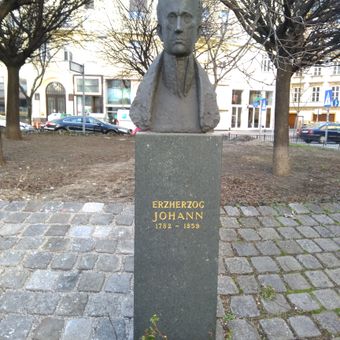 ERZHERZOG
JOHANN
1782 - 1859